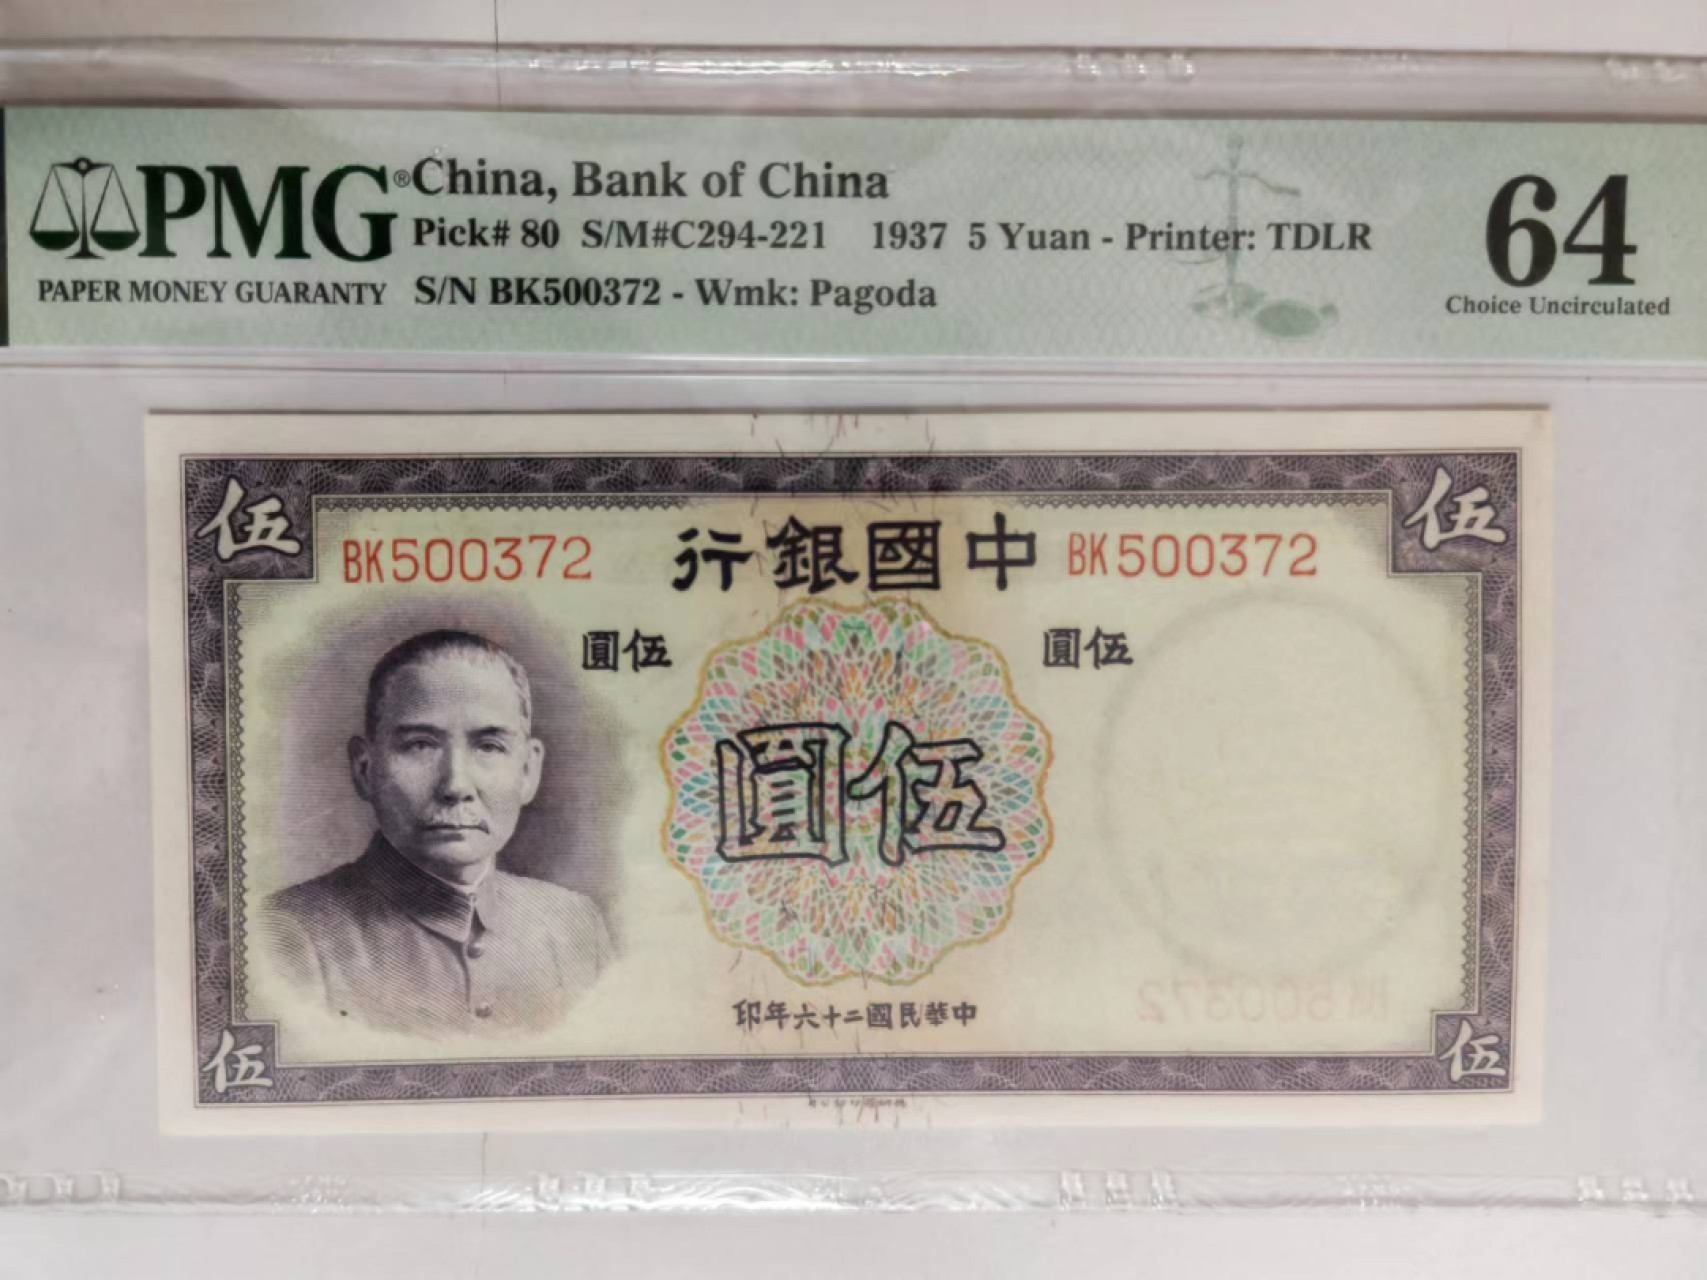 PMG®
PAPER MONEY GUARANTY
China, Bank of China
Pick# 80 S/M#C294-221 1937 5 Yuan - Printer: TDLR
S/N BK500372 - Wmk: Pagoda
64
Choice Uncirculated
伍
伍
BK500372
行銀國中
BK500372
圓伍
圓伍
圓伍
印年六十二國民華中
BK500372
伍
伍